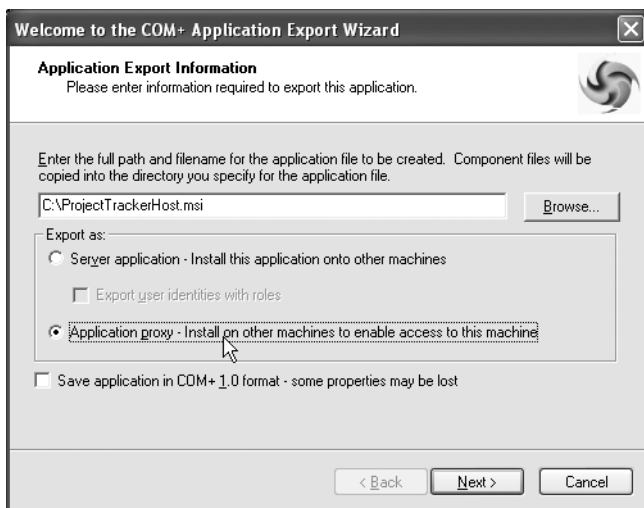 Welcome to the COM+ Application Export Wizard
Application Export Information
Please enter information required to export this application.
Enter the full path and filename for the application file to be created. Component files will be
copied into the directory you specify for the application file.
C:\ProjectTrackerHost.msi
Browse...
Export as:
Server application - Install this application onto other machines
Export user identities with roles
Application proxy - Install on other machines to enable access to this machine
Save application in COM+ 1.0 format - some properties may be lost
< Back
Next >
Cancel